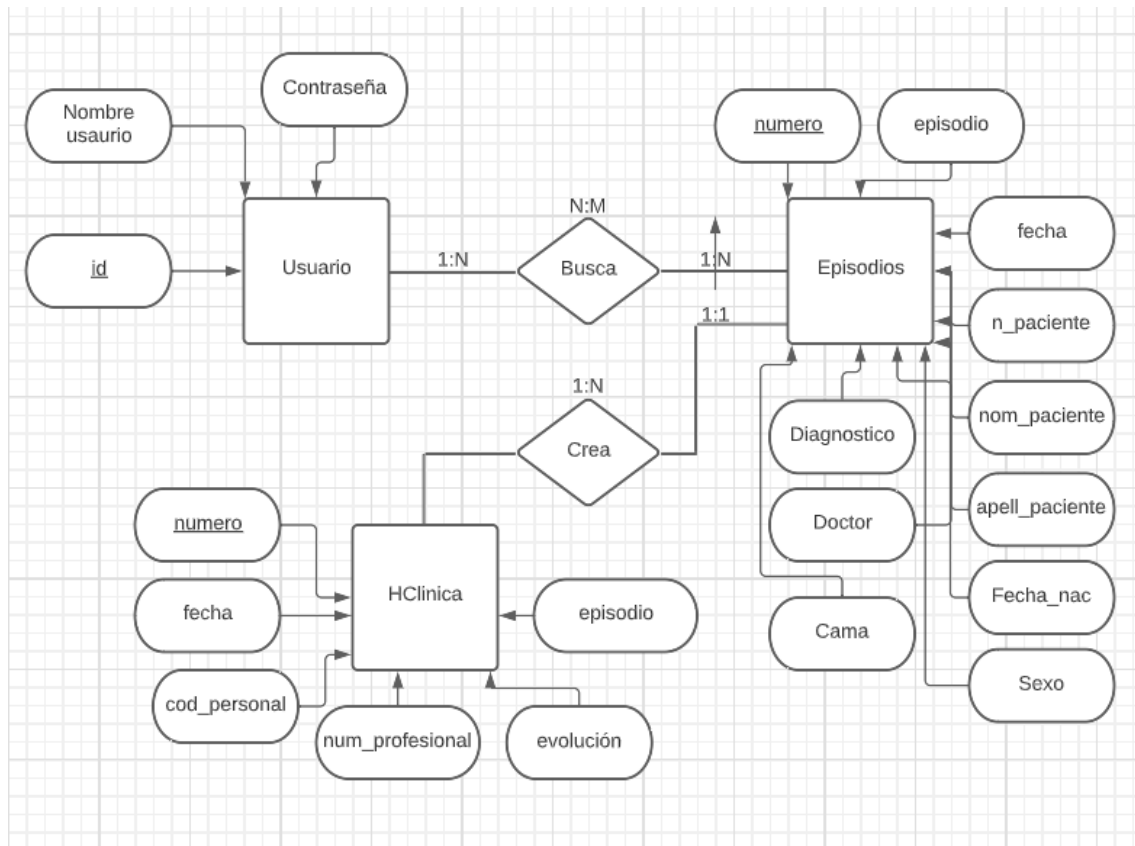 Contraseña
Nombre
usaurio
numero
episodio
N:M
fecha
id
1:N
Usuario
Busca
1:N
Episodios
1:1
n_paciente
1:N
nom_paciente
Diagnostico
Crea
apell_paciente
numero
Doctor
HClinica
Fecha_nac
fecha
episodio
Cama
Sexo
cod_personal
num_profesional
evolución